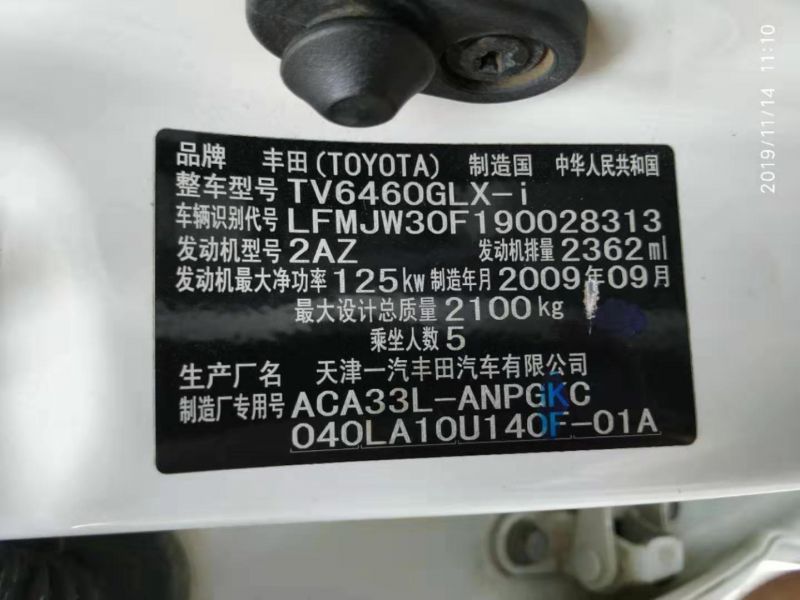 品牌 丰田(TOYOTA) 制造国 中华人民共和国
整车型号 TV6460GLX-i
车辆识别代号 LFMJW30F190028313
发动机型号 2AZ 发动机排量 2362ml
发动机最大净功率 125kw 制造年月 2009年09月
最大设计总质量 2100kg
乘坐人数 5
生产厂名 天津一汽丰田汽车有限公司
制造厂专用号 ACA33L-ANPGKC
040LA10U140F-01A
2019/11/14 11:10